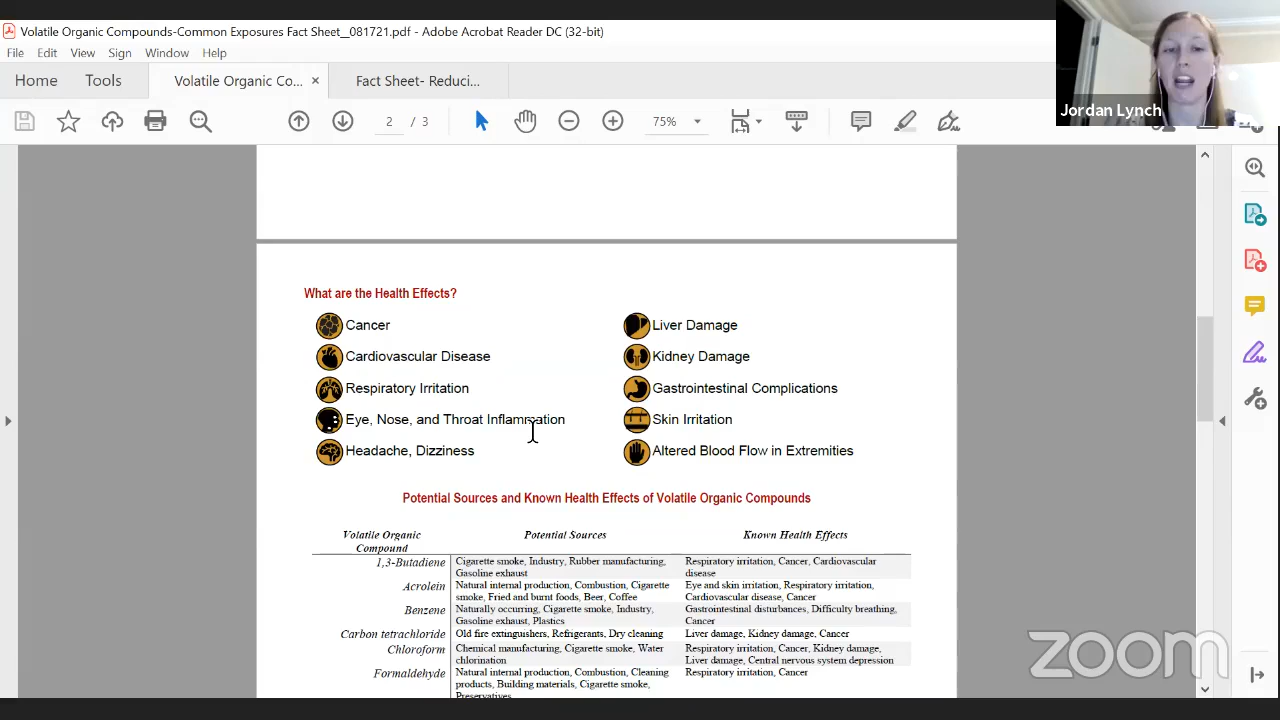 Volatile Organic Compounds-Common Exposures Fact Sheet_081721.pdf - Adobe Acrobat Reader DC (32-bit)
File Edit View Sign Window Help
Home Tools Volatile Organic Co... × Fact Sheet- Reduci...
2 / 3 75%
Jordan Lynch
What are the Health Effects?
Cancer Liver Damage
Cardiovascular Disease Kidney Damage
Respiratory Irritation Gastrointestinal Complications
Eye, Nose, and Throat Inflammation Skin Irritation
Headache, Dizziness Altered Blood Flow in Extremities
Potential Sources and Known Health Effects of Volatile Organic Compounds
Volatile Organic Potential Sources Known Health Effects
Compound
1,3-Butadiene Cigarette smoke, Industry, Rubber manufacturing, Respiratory irritation, Cancer, Cardiovascular
Gasoline exhaust disease
Acrolein Natural internal production, Combustion, Cigarette Eye and skin irritation, Respiratory irritation,
smoke, Fried and burnt foods, Beer, Coffee Cardiovascular disease, Cancer
Benzene Naturally occurring, Cigarette smoke, Industry, Gastrointestinal disturbances, Difficulty breathing,
Gasoline exhaust, Plastics Cancer
Carbon tetrachloride Old fire extinguishers, Refrigerants, Dry cleaning Liver damage, Kidney damage, Cancer
Chloroform Chemical manufacturing, Cigarette smoke, Water Respiratory irritation, Cancer, Kidney damage,
chlorination Liver damage, Central nervous system depression
Formaldehyde Natural internal production, Combustion, Cleaning Respiratory irritation, Cancer
products, Building materials, Cigarette smoke,
Preservatives
zoom